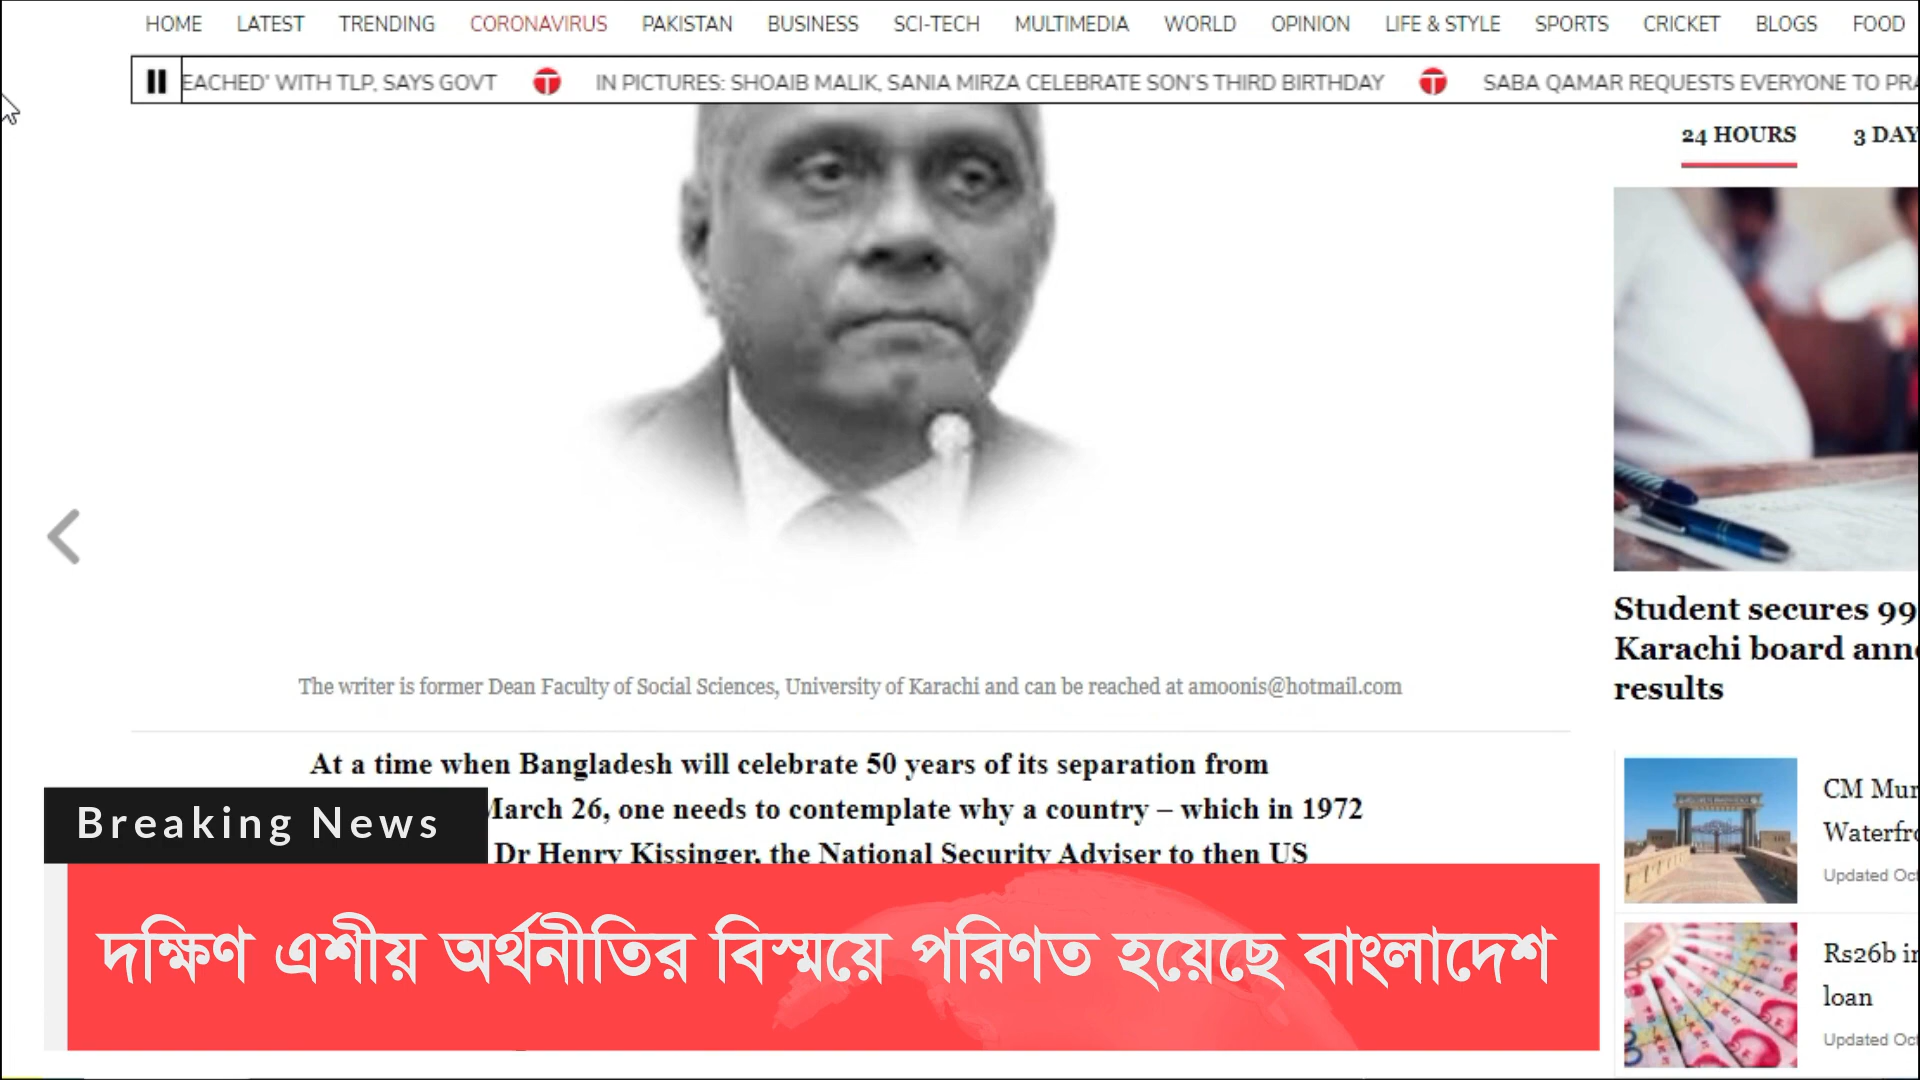 HOME LATEST TRENDING CORONAVIRUS PAKISTAN BUSINESS SCI-TECH MULTIMEDIA WORLD OPINION LIFE & STYLE SPORTS CRICKET BLOGS FOOD
EACHED' WITH TLP, SAYS GOVT IN PICTURES: SHOAIB MALIK, SANIA MIRZA CELEBRATE SON'S THIRD BIRTHDAY SABA QAMAR REQUESTS EVERYONE TO PRA
24 HOURS 3 DAY
The writer is former Dean Faculty of Social Sciences, University of Karachi and can be reached at amoonis@hotmail.com
At a time when Bangladesh will celebrate 50 years of its separation from
March 26, one needs to contemplate why a country – which in 1972
Dr Henry Kissinger, the National Security Adviser to then US
Breaking News
দক্ষিণ এশীয় অর্থনীতির বিস্ময়ে পরিণত হয়েছে বাংলাদেশ
Student secures 99
Karachi board ann
results
CM Mur
Waterfro
Updated Oct
Rs26b in
loan
Updated Oct